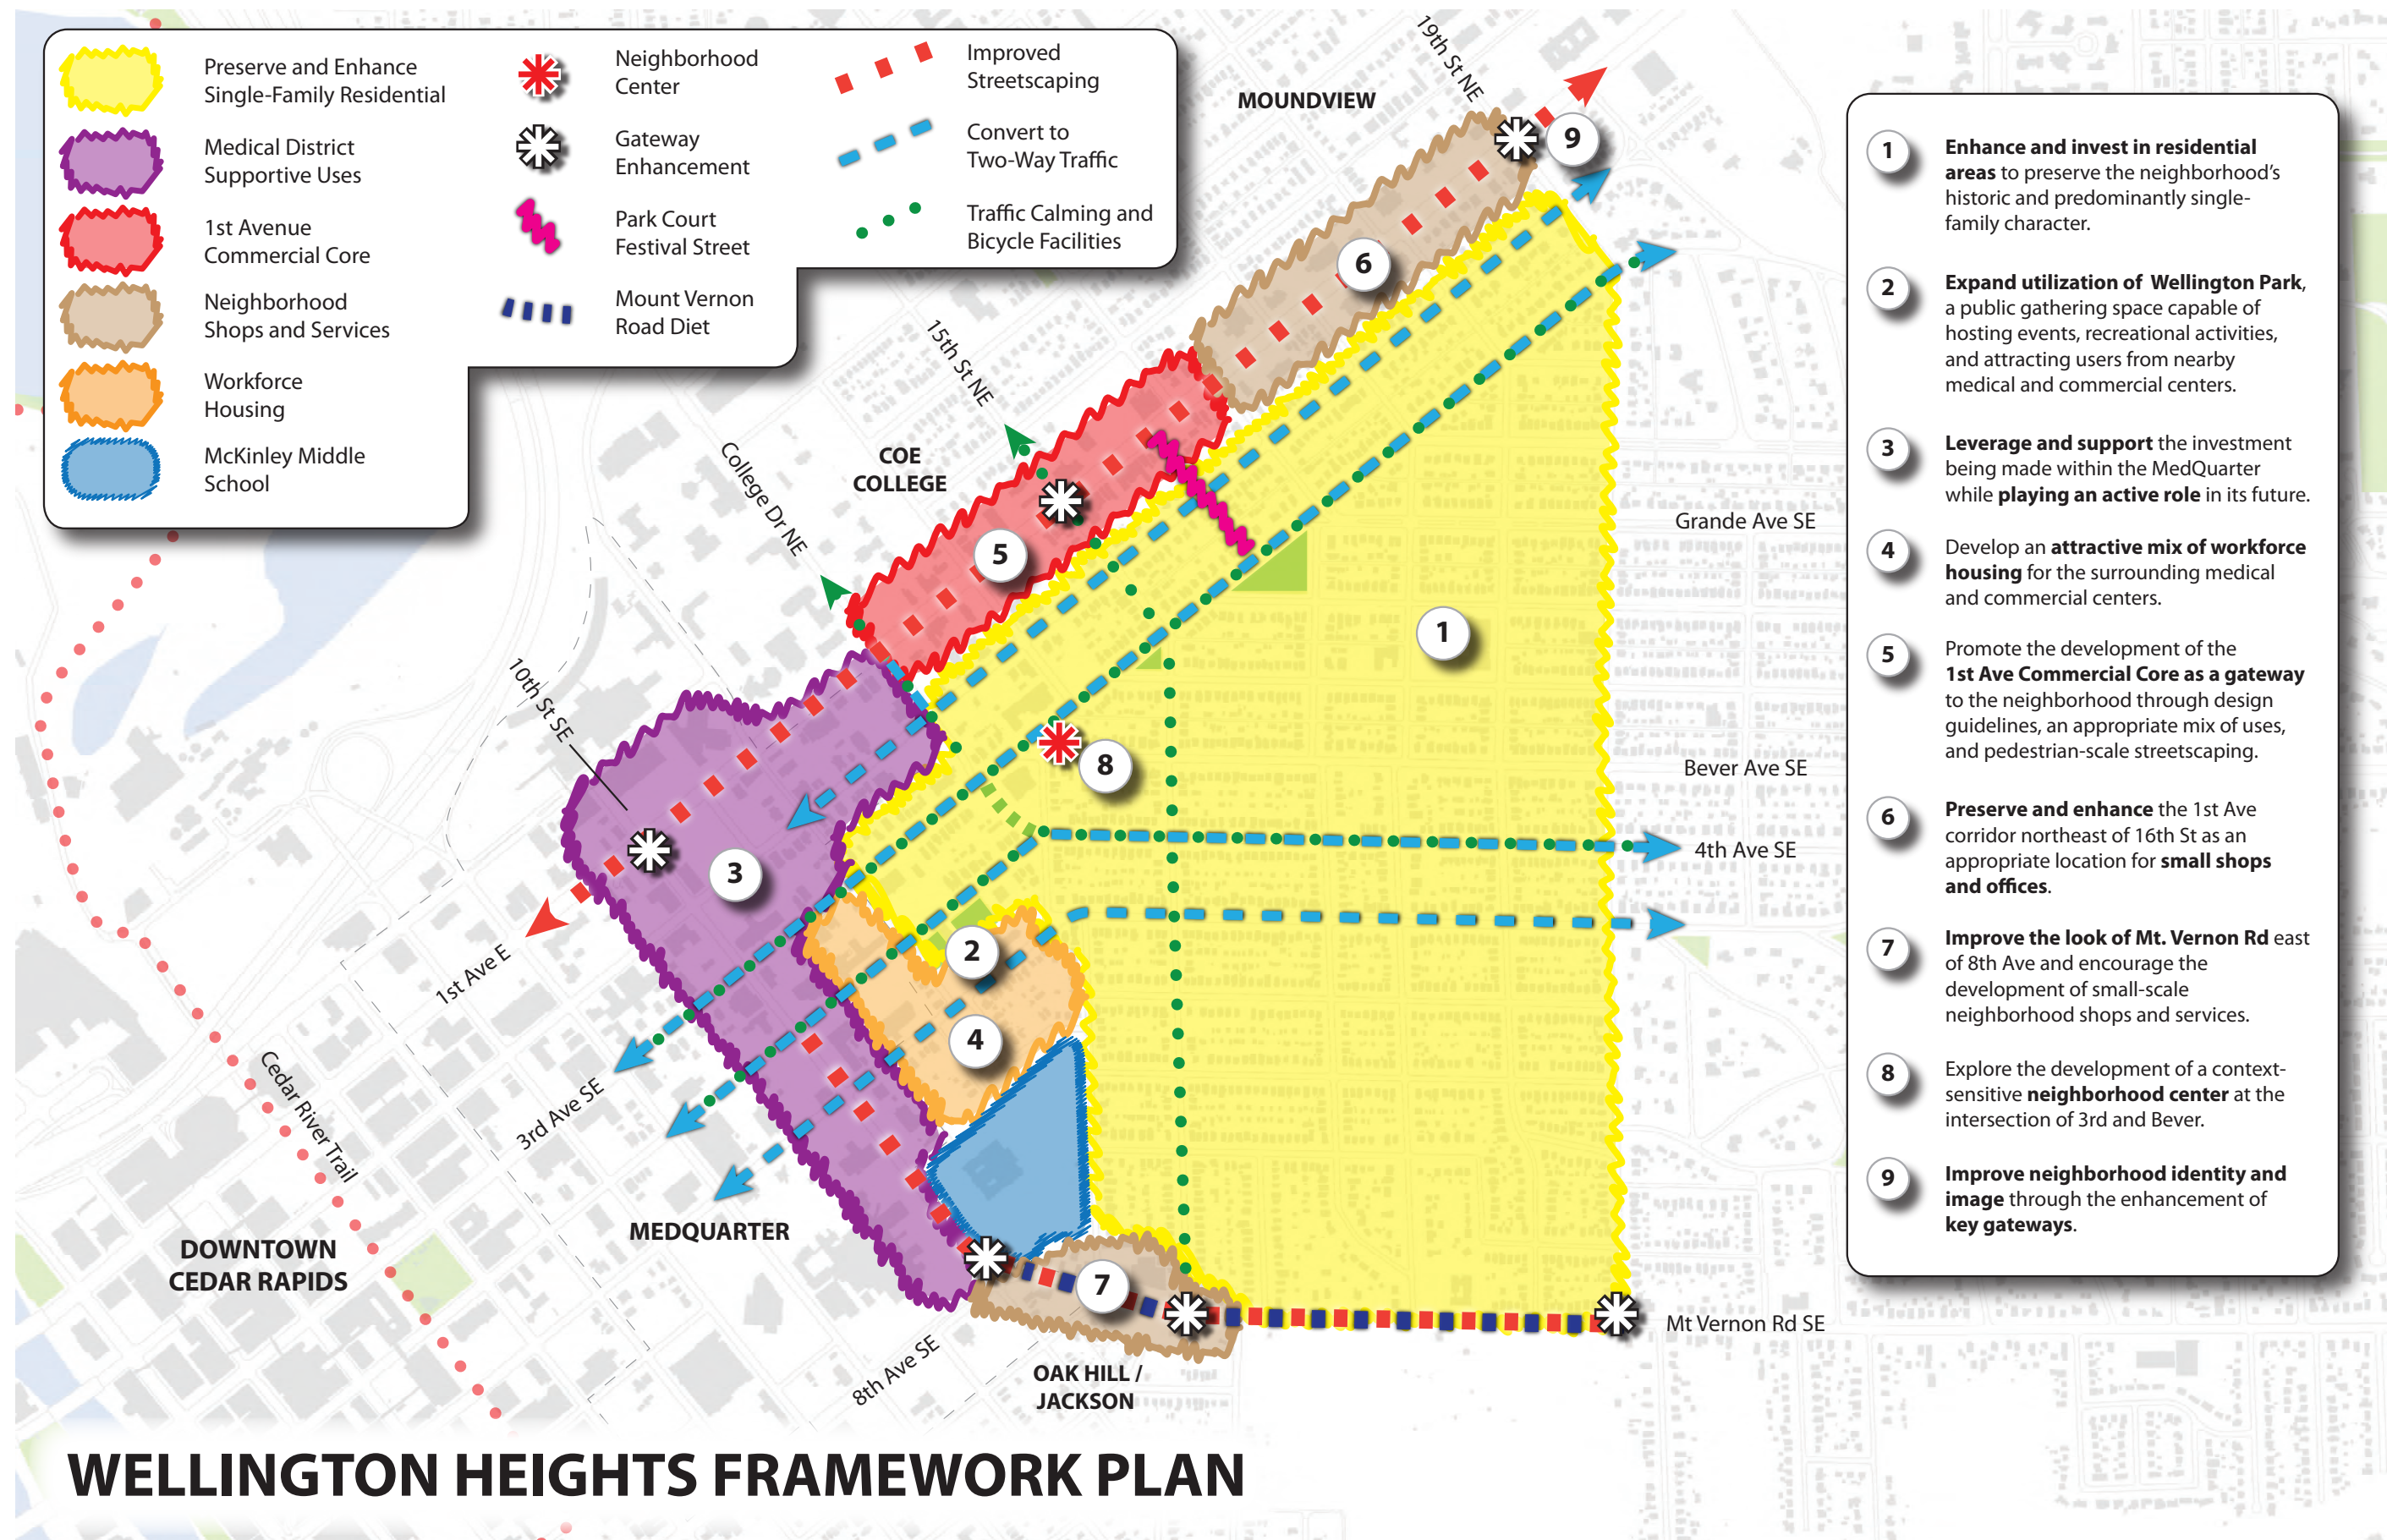 Preserve and Enhance
Single-Family Residential
Medical District
Supportive Uses
1st Avenue
Commercial Core
Neighborhood
Shops and Services
Workforce
Housing
McKinley Middle
School
Neighborhood
Center
Gateway
Enhancement
Park Court
Festival Street
Mount Vernon
Road Diet
Improved
Streetscaping
Convert to
Two-Way Traffic
Traffic Calming and
Bicycle Facilities
MOUNDVIEW
19th St NE
9
6
15th St NE
COE
COLLEGE
College Dr NE
5
Grande Ave SE
1
10th St SE
8
Bever Ave SE
4th Ave SE
3
2
1st Ave E
4
3rd Ave SE
Cedar River Trail
MEDQUARTER
DOWNTOWN
CEDAR RAPIDS
7
Mt Vernon Rd SE
8th Ave SE
OAK HILL /
JACKSON
1
Enhance and invest in residential
areas to preserve the neighborhood's
historic and predominantly single-
family character.
2
Expand utilization of Wellington Park,
a public gathering space capable of
hosting events, recreational activities,
and attracting users from nearby
medical and commercial centers.
3
Leverage and support the investment
being made within the MedQuarter
while playing an active role in its future.
4
Develop an attractive mix of workforce
housing for the surrounding medical
and commercial centers.
5
Promote the development of the
1st Ave Commercial Core as a gateway
to the neighborhood through design
guidelines, an appropriate mix of uses,
and pedestrian-scale streetscaping.
6
Preserve and enhance the 1st Ave
corridor northeast of 16th St as an
appropriate location for small shops
and offices.
7
Improve the look of Mt. Vernon Rd east
of 8th Ave and encourage the
development of small-scale
neighborhood shops and services.
8
Explore the development of a context-
sensitive neighborhood center at the
intersection of 3rd and Bever.
9
Improve neighborhood identity and
image through the enhancement of
key gateways.
WELLINGTON HEIGHTS FRAMEWORK PLAN